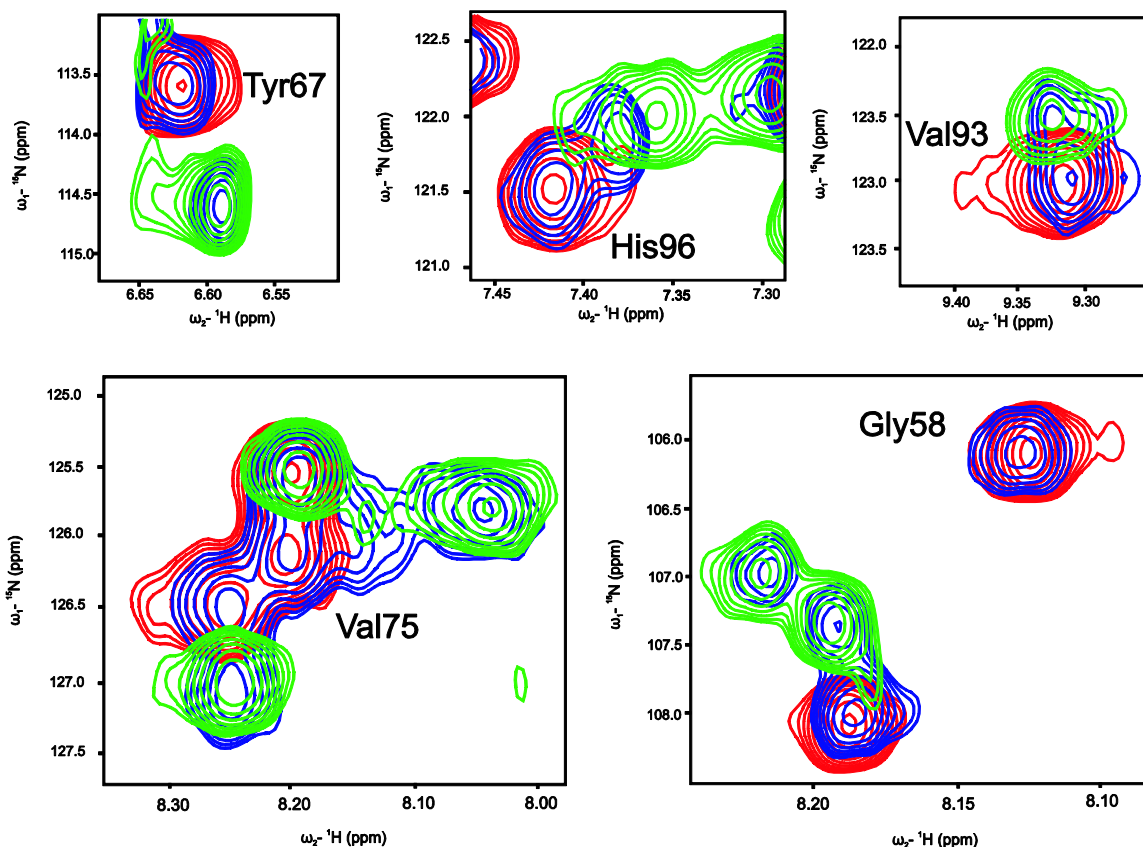 113.5
114.0
114.5
115.0
ω₁- ¹⁵N (ppm)
Tyr67
6.65
6.60
6.55
ω₂- ¹H (ppm)
122.5
122.0
121.5
121.0
ω₁- ¹⁵N (ppm)
His96
7.45
7.40
7.35
7.30
ω₂- ¹H (ppm)
122.0
123.5
123.0
123.5
ω₁- ¹⁵N (ppm)
Val93
9.40
9.35
9.30
ω₂- ¹H (ppm)
125.0
125.5
126.0
126.5
127.0
127.5
ω₁- ¹⁵N (ppm)
Val75
8.30
8.20
8.10
8.00
ω₂- ¹H (ppm)
106.0
106.5
107.0
107.5
108.0
ω₁- ¹⁵N (ppm)
Gly58
8.20
8.15
8.10
ω₂- ¹H (ppm)